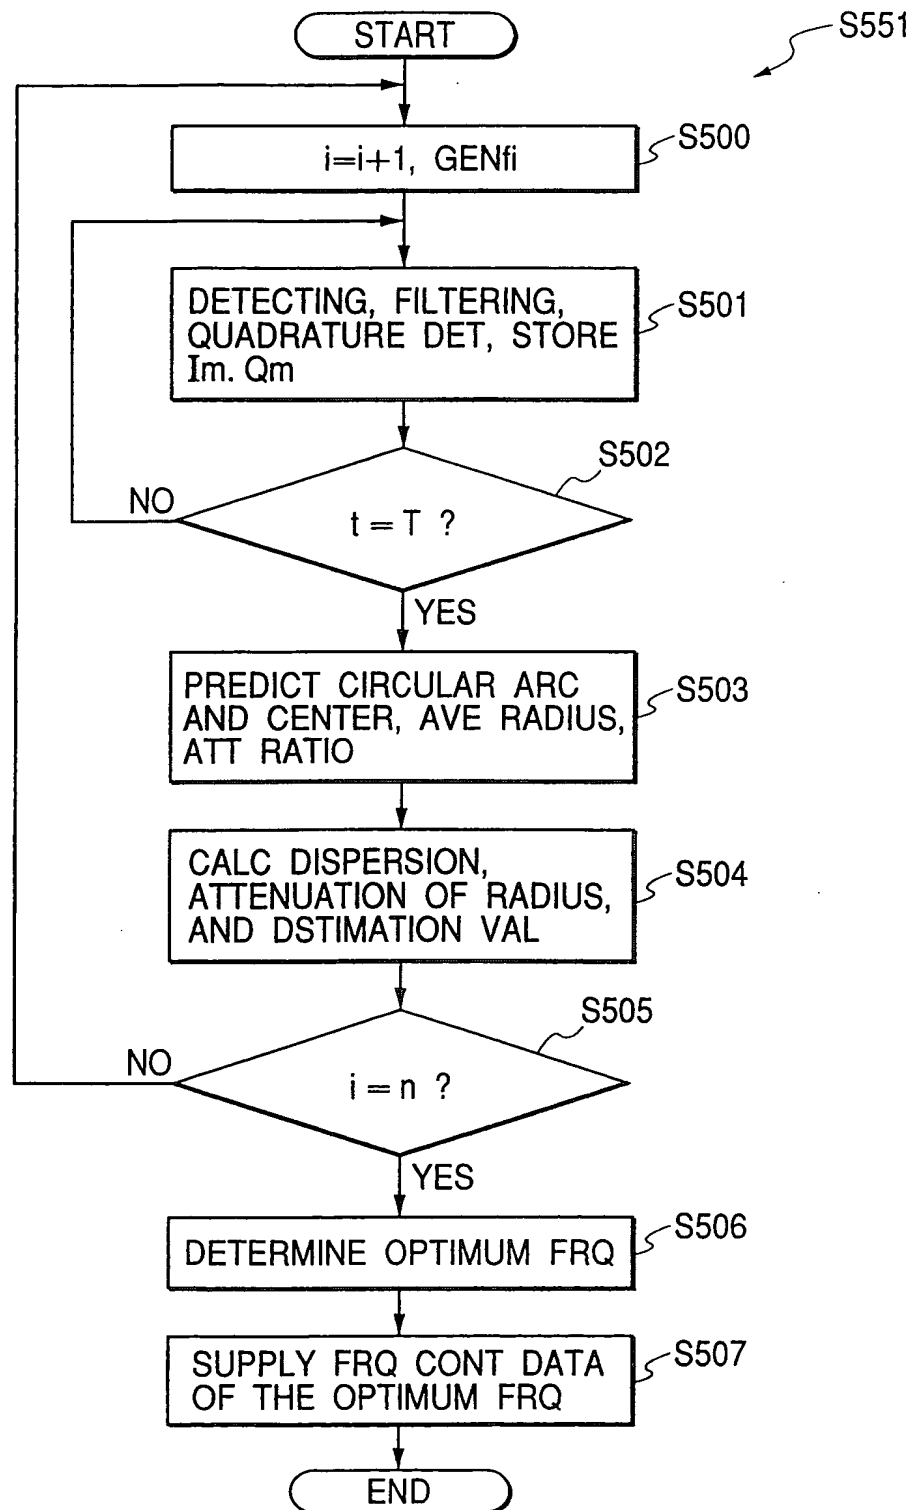 START
S551
i=i+1, GENfi
S500
DETECTING, FILTERING,
QUADRATURE DET, STORE
Im. Qm
S501
S502
NO
t = T ?
YES
PREDICT CIRCULAR ARC
AND CENTER, AVE RADIUS,
ATT RATIO
S503
CALC DISPERSION,
ATTENUATION OF RADIUS,
AND DSTIMATION VAL
S504
S505
NO
i = n ?
YES
DETERMINE OPTIMUM FRQ
S506
SUPPLY FRQ CONT DATA
OF THE OPTIMUM FRQ
S507
END